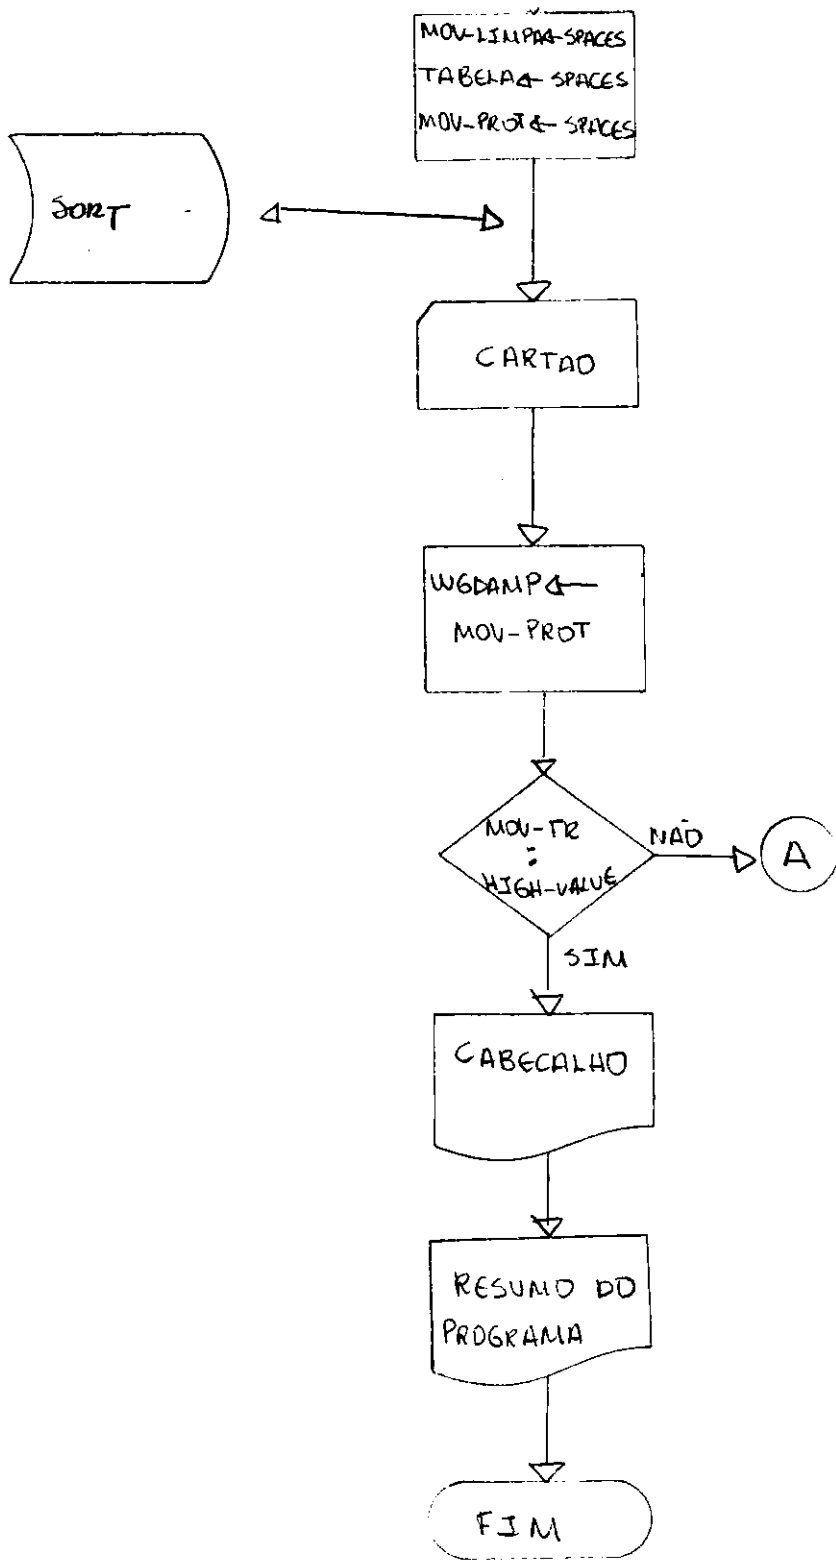 MOV-LIMPA←SPACES
TABELA← SPACES
MOV-PROT← SPACES
SORT
CARTAO
WGDAMP←
MOV-PROT
MOV-TR
:
HIGH-VALUE
NÃO
A
SIM
CABECALHO
RESUMO DO
PROGRAMA
FIM